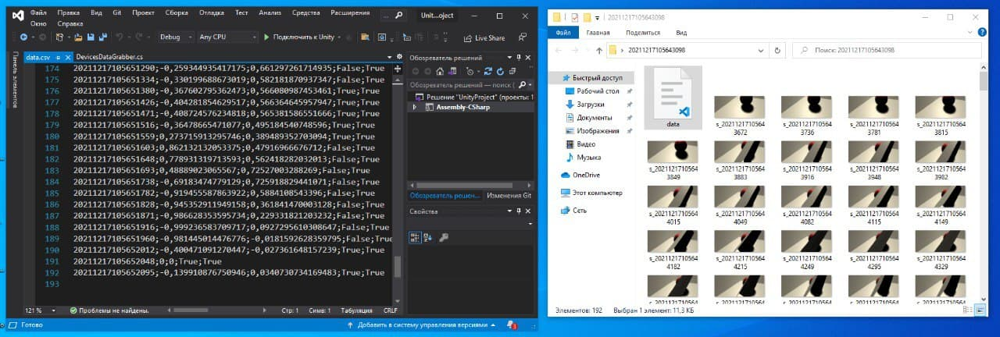 Файл Правка Вид Git Проект Сборка Отладка Тест Анализ Средства Расширения ... Unit...oject
Окно Справка
Debug Any CPU Подключить к Unity Live Share
Панель элементов
data.csv DevicesDataGrabber.cs
174 20211217105651290;-0,259344935417175;0,661297261714935;False;True
175 20211217105651334;-0,330199688673019;0,582181870937347;False;True
176 20211217105651380;-0,367602795362473;0,566080987453461;True;True
177 20211217105651426;-0,404281854629517;0,566364645957947;True;True
178 20211217105651471;-0,408724576234818;0,565381586551666;True;True
179 20211217105651516;-0,36478665471077;0,495184540748596;True;True
180 20211217105651559;0,273715913295746;0,389489352703094;True;True
181 20211217105651603;0,862132132053375;0,47916966676712;False;True
182 20211217105651648;0,778931319713593;0,562418282032013;False;True
183 20211217105651693;0,48889023065567;0,72527003288269;False;True
184 20211217105651738;-0,69183474779129;0,725918829441071;False;True
185 20211217105651782;-0,919455587863922;0,5884108543396;False;True
186 20211217105651828;-0,945352911949158;0,361841470003128;False;True
187 20211217105651871;-0,986628353595734;0,229331821203232;False;True
188 20211217105651916;-0,999236583709717;0,0927295610308647;False;True
189 20211217105651960;-0,981445014476776;-0,0181592628359795;False;True
190 20211217105652004;-0,400471091270447;-0,027361648157239;True;True
191 20211217105652048;0;0;True;True
192 20211217105652095;-0,139910876750946;0,0340730734169483;True;True
193
121 % Проблемы не найдены. Стр: 1 Симв: 1 Табуляция CRLF
Обозреватель решений
Обозреватель решений — поиск (
Решение "UnityProject" (проекты: 1
Assembly-CSharp
Обозреватель решен... Изменения Git
Свойства
Готово Добавить в систему управления версиями 1
20211217105643098
Файл Главная Поделиться Вид
20211217105643098 Поиск: 20211217105643098
Быстрый доступ
Рабочий стол
Загрузки
Документы
Изображения
Видео
Музыка
OneDrive
Этот компьютер
Сеть
data s_2021121710564 s_2021121710564 s_2021121710564 s_2021121710564
3672 3736 3781 3815
s_2021121710564 s_2021121710564 s_2021121710564 s_2021121710564 s_2021121710564
3849 3883 3916 3948 3982
s_2021121710564 s_2021121710564 s_2021121710564 s_2021121710564 s_2021121710564
4015 4049 4082 4115 4149
s_2021121710564 s_2021121710564 s_2021121710564 s_2021121710564 s_2021121710564
4182 4215 4249 4295 4329
Элементов: 192 Выбран 1 элемент: 11,3 КБ